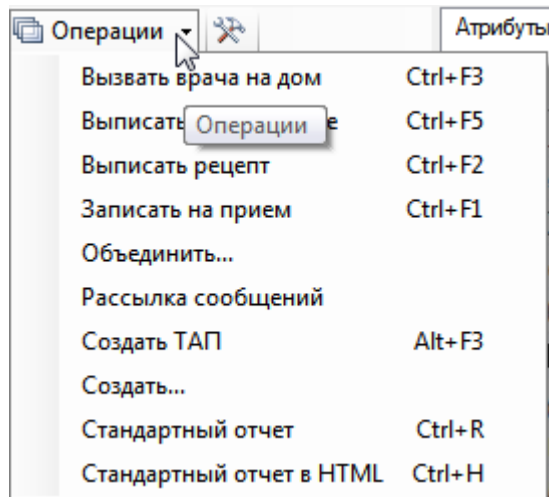 Операции Атрибуты
Вызвать врача на дом Ctrl+F3
Выписать е Ctrl+F5
Операции
Выписать рецепт Ctrl+F2
Записать на прием Ctrl+F1
Объединить...
Рассылка сообщений
Создать ТАП Alt+F3
Создать...
Стандартный отчет Ctrl+R
Стандартный отчет в HTML Ctrl+H